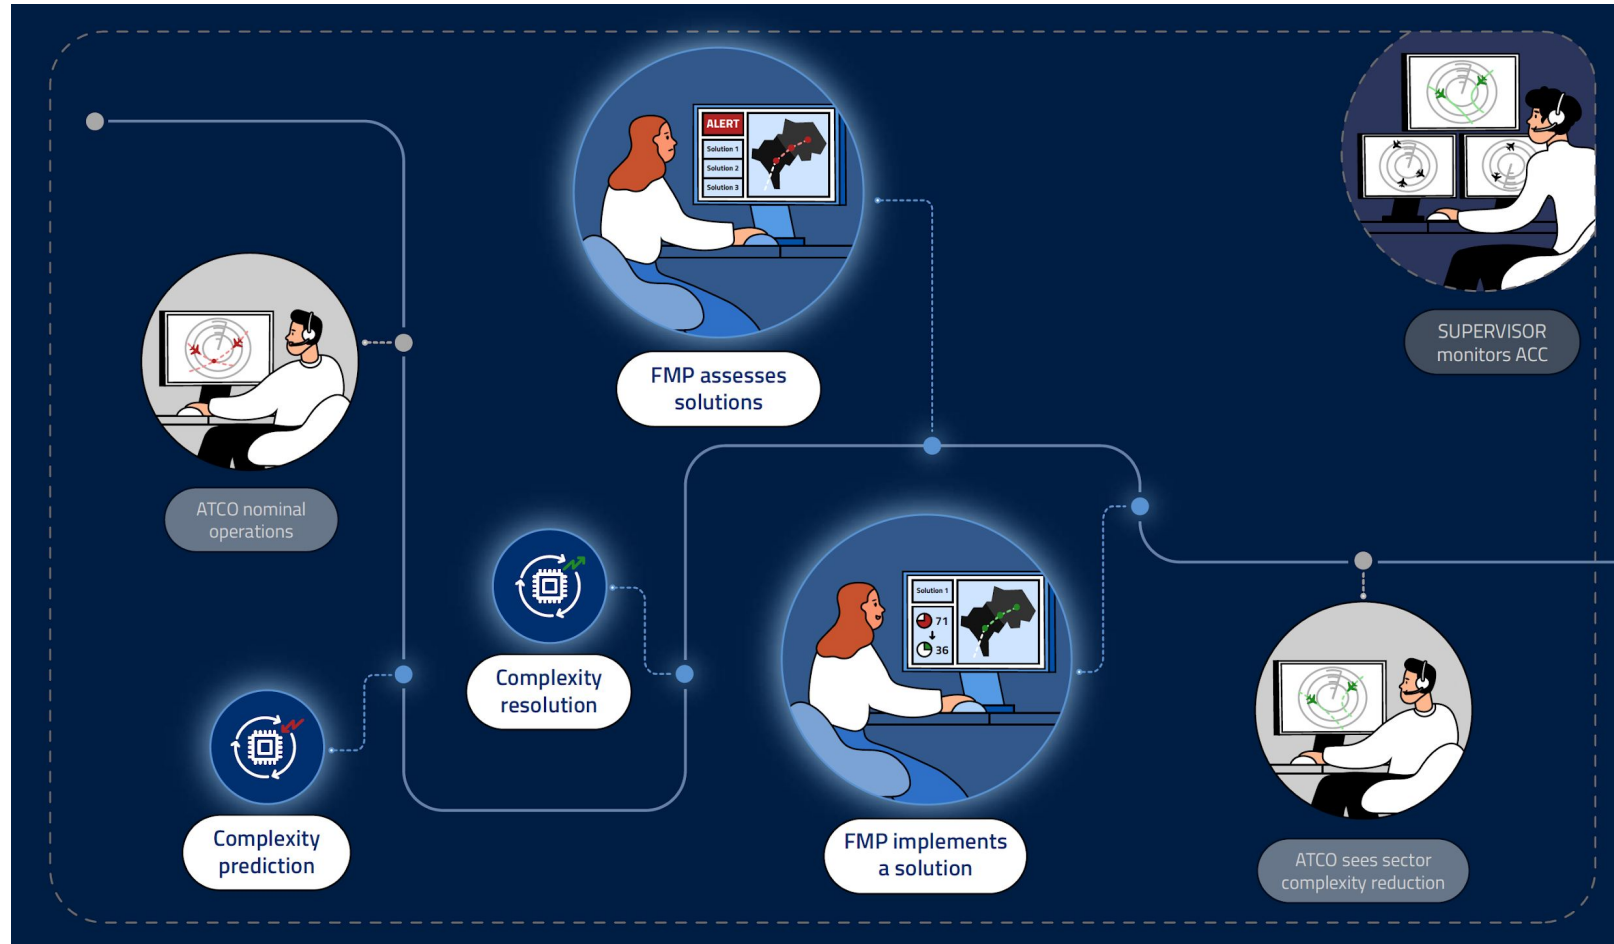 ALERT
Solution 1
Solution 2
Solution 3
SUPERVISOR
monitors ACC
FMP assesses
solutions
ATCO nominal
operations
Complexity
resolution
Solution 1
71
36
Complexity
prediction
FMP implements
a solution
ATCO sees sector
complexity reduction